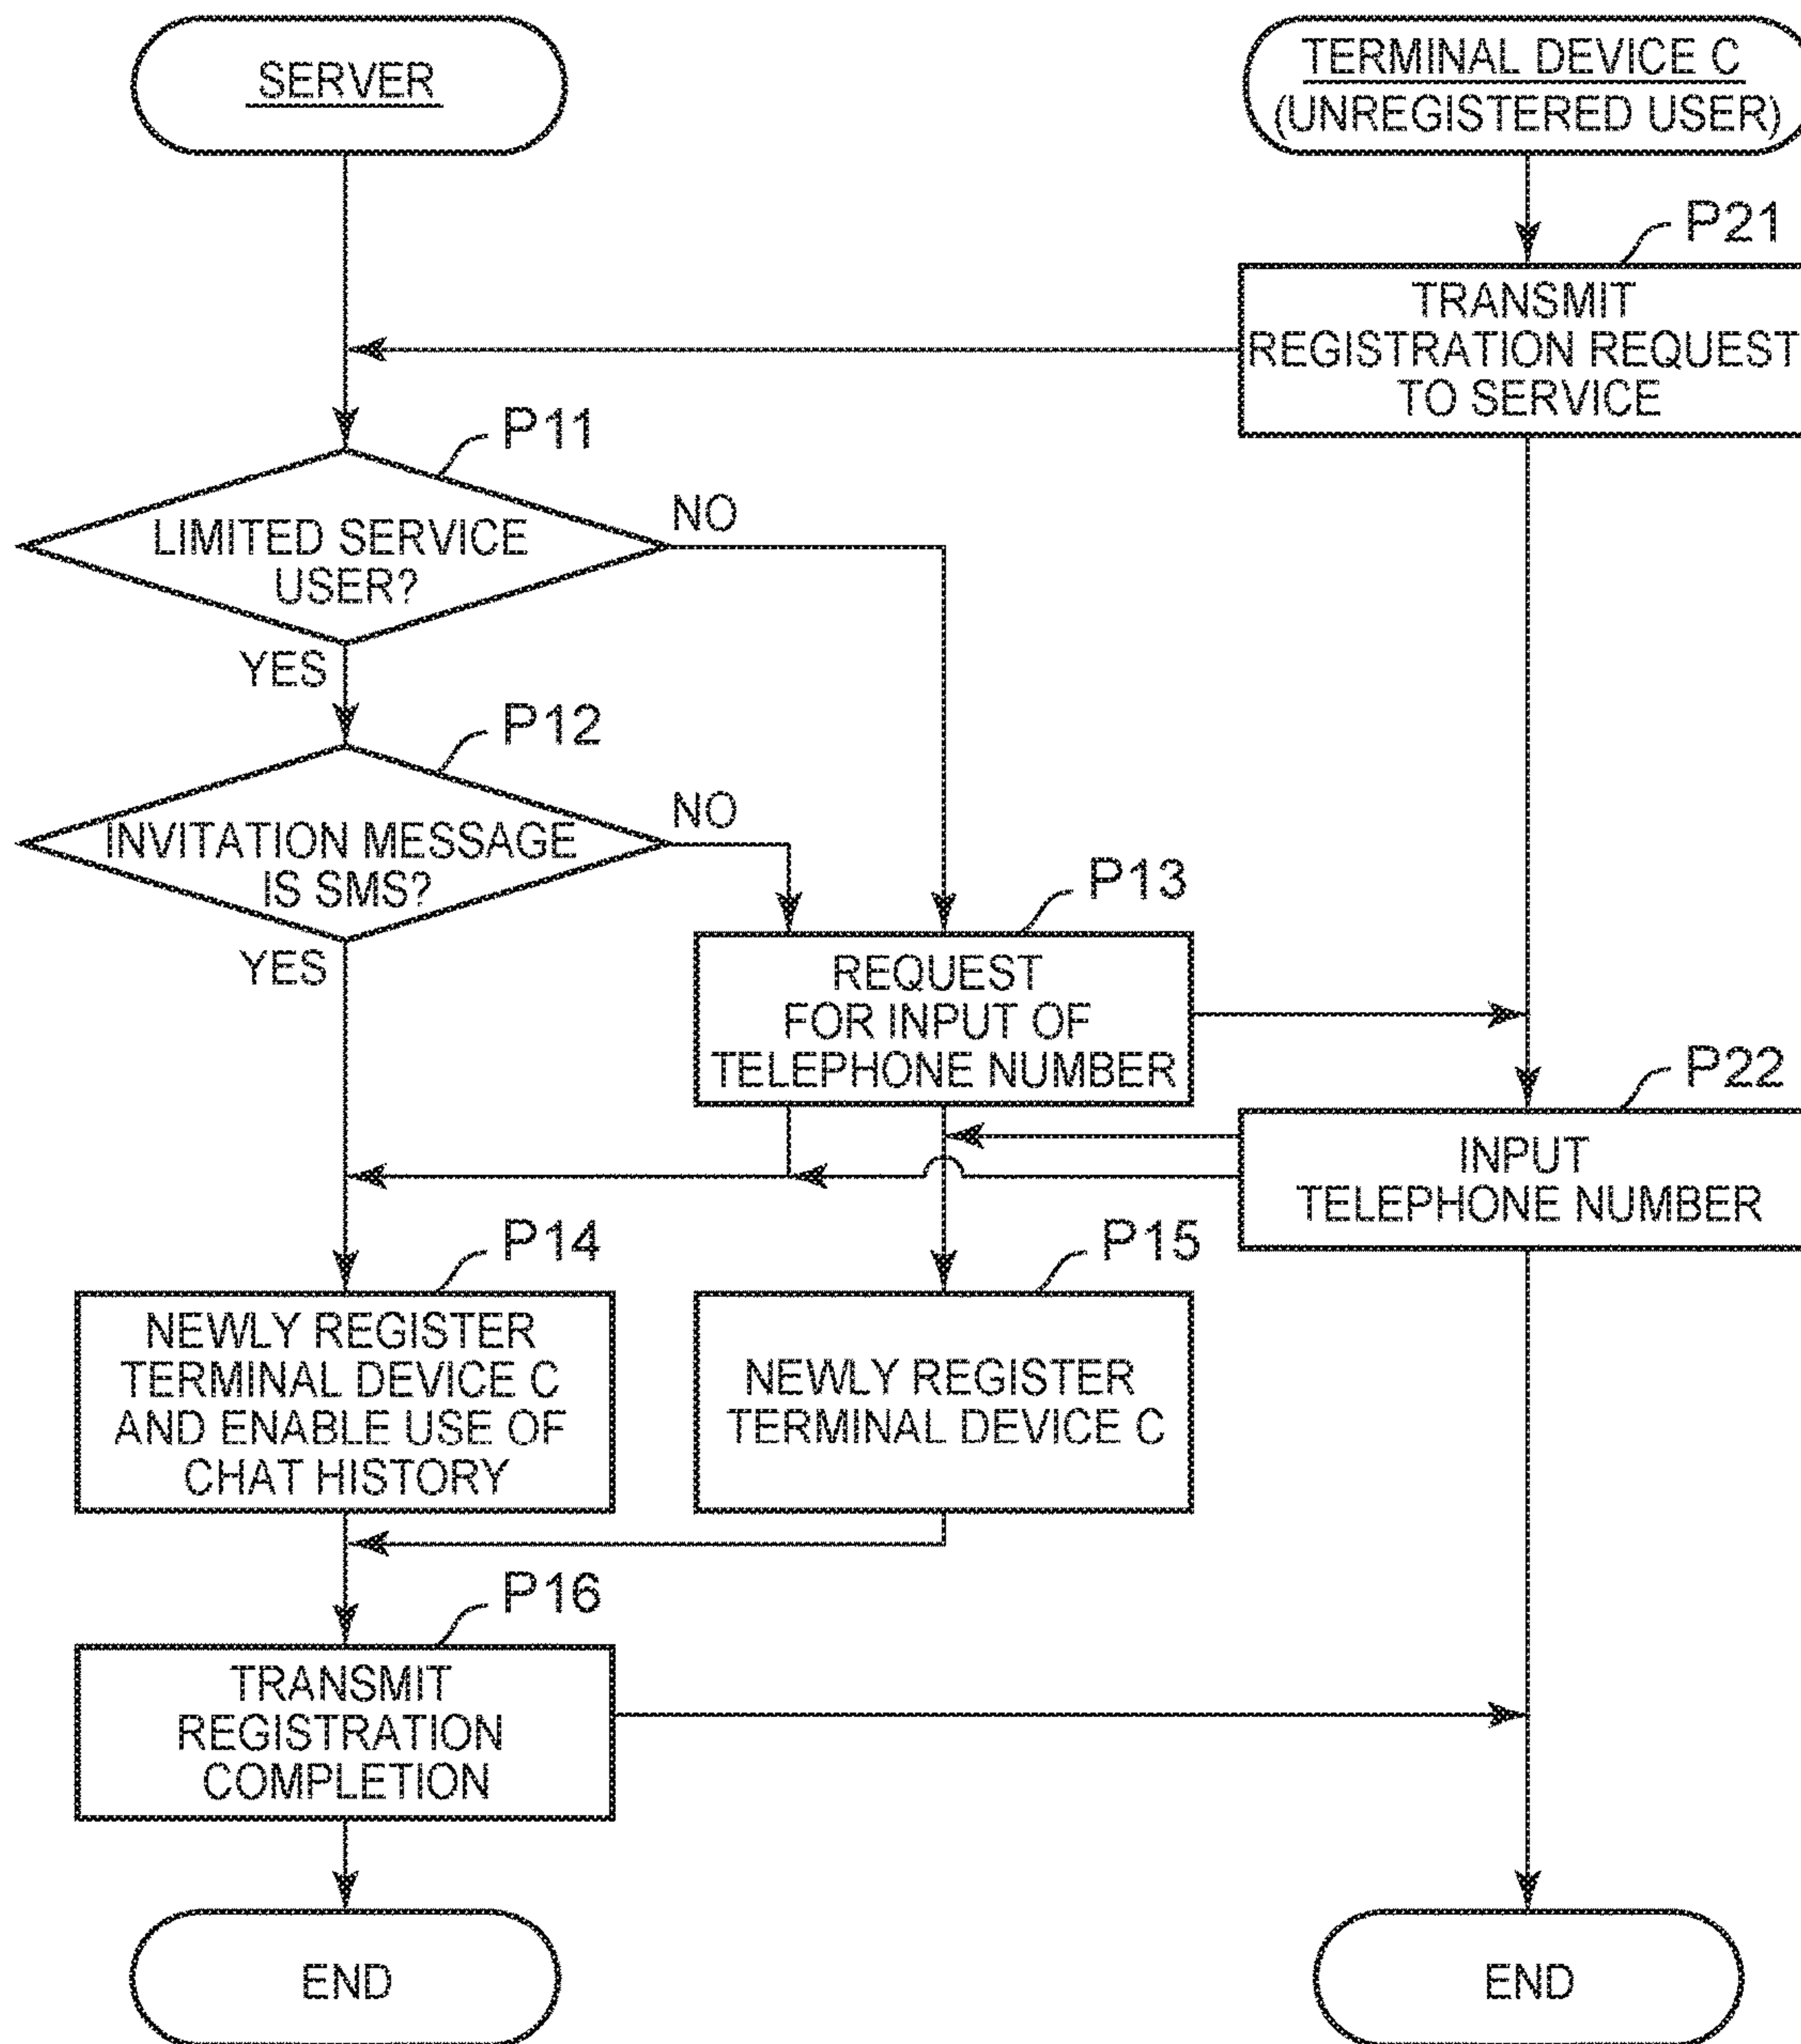 SERVER
TERMINAL DEVICE C
(UNREGISTERED USER)
P21
TRANSMIT
REGISTRATION REQUEST
TO SERVICE
P11
LIMITED SERVICE
USER?
NO
YES
P12
INVITATION MESSAGE
IS SMS?
NO
YES
P13
REQUEST
FOR INPUT OF
TELEPHONE NUMBER
P22
INPUT
TELEPHONE NUMBER
P14
NEWLY REGISTER
TERMINAL DEVICE C
AND ENABLE USE OF
CHAT HISTORY
P15
NEWLY REGISTER
TERMINAL DEVICE C
P16
TRANSMIT
REGISTRATION
COMPLETION
END
END